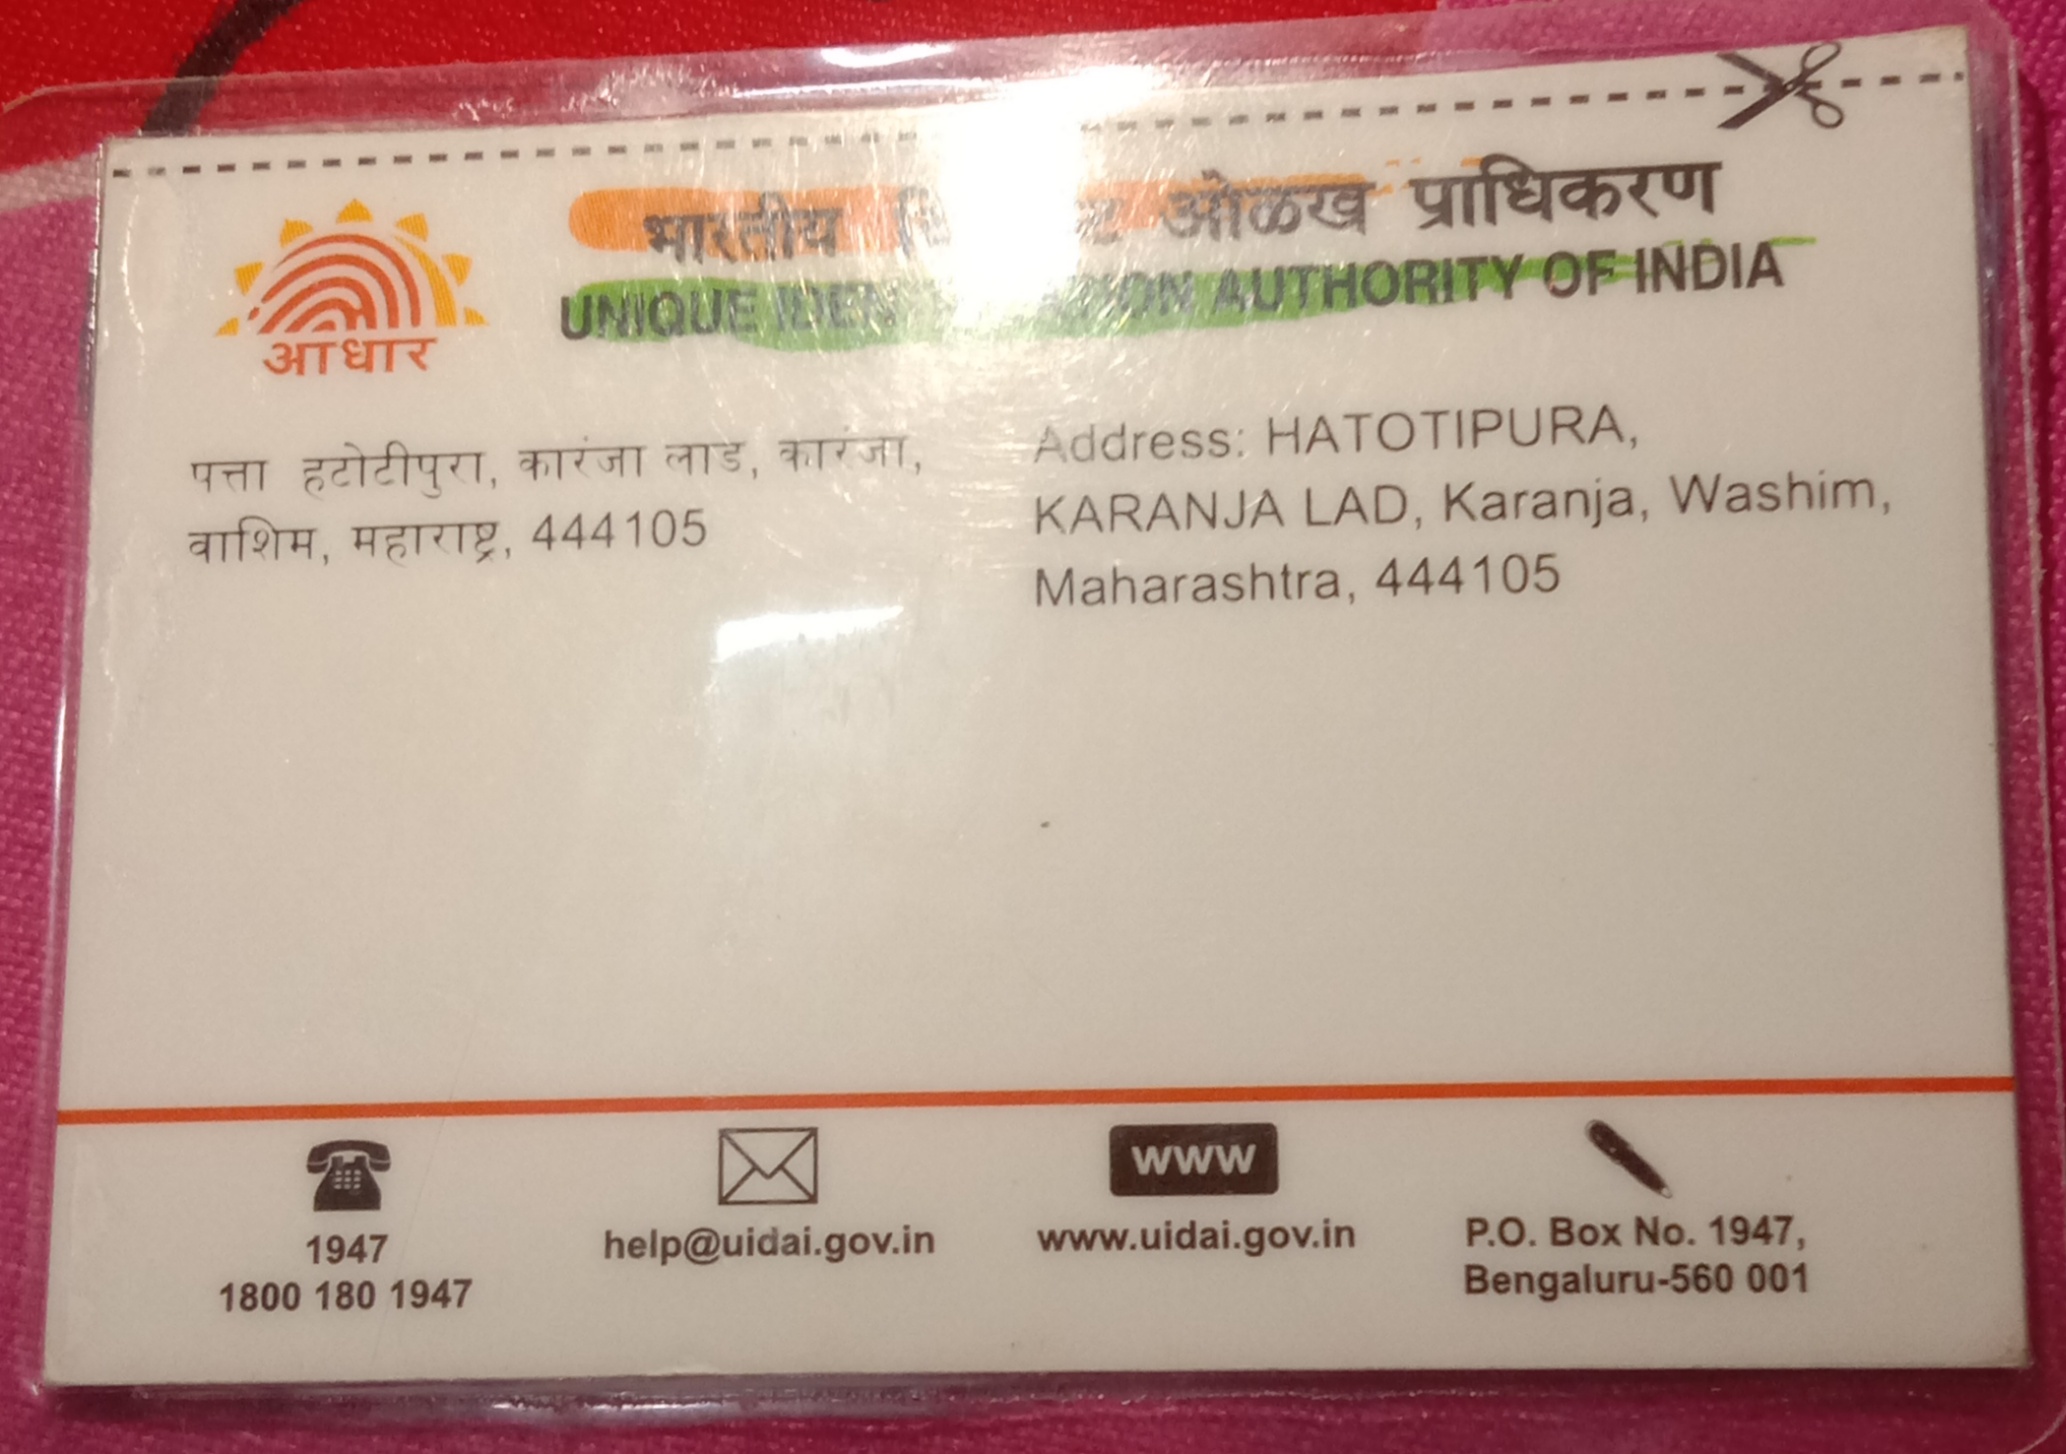 भारतीय ओळख प्राधिकरण
UNIQUE AUTHORITY OF INDIA
आधार
पत्ता हटोटीपुरा, कारंजा लाड, कारंजा,
वाशिम, महाराष्ट्र, 444105
Address: HATOTIPURA,
KARANJA LAD, Karanja, Washim,
Maharashtra, 444105
1947
1800 180 1947
help@uidai.gov.in
www
www.uidai.gov.in
P.O. Box No. 1947,
Bengaluru-560 001